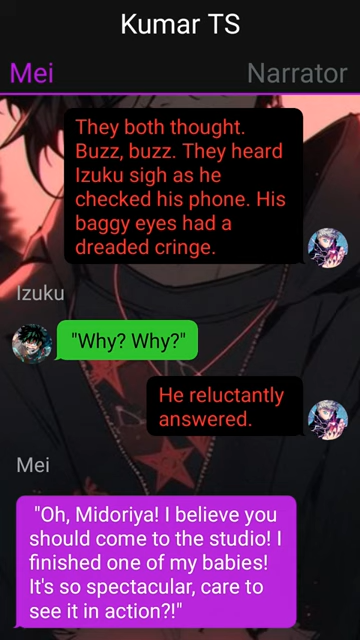 Kumar TS
Mei
Narrator
They both thought.
Buzz, buzz. They heard
Izuku sigh as he
checked his phone. His
baggy eyes had a
dreaded cringe.
Izuku
"Why? Why?"
He reluctantly
answered.
Mei
"Oh, Midoriya! I believe you
should come to the studio! I
finished one of my babies!
It's so spectacular, care to
see it in action?!"